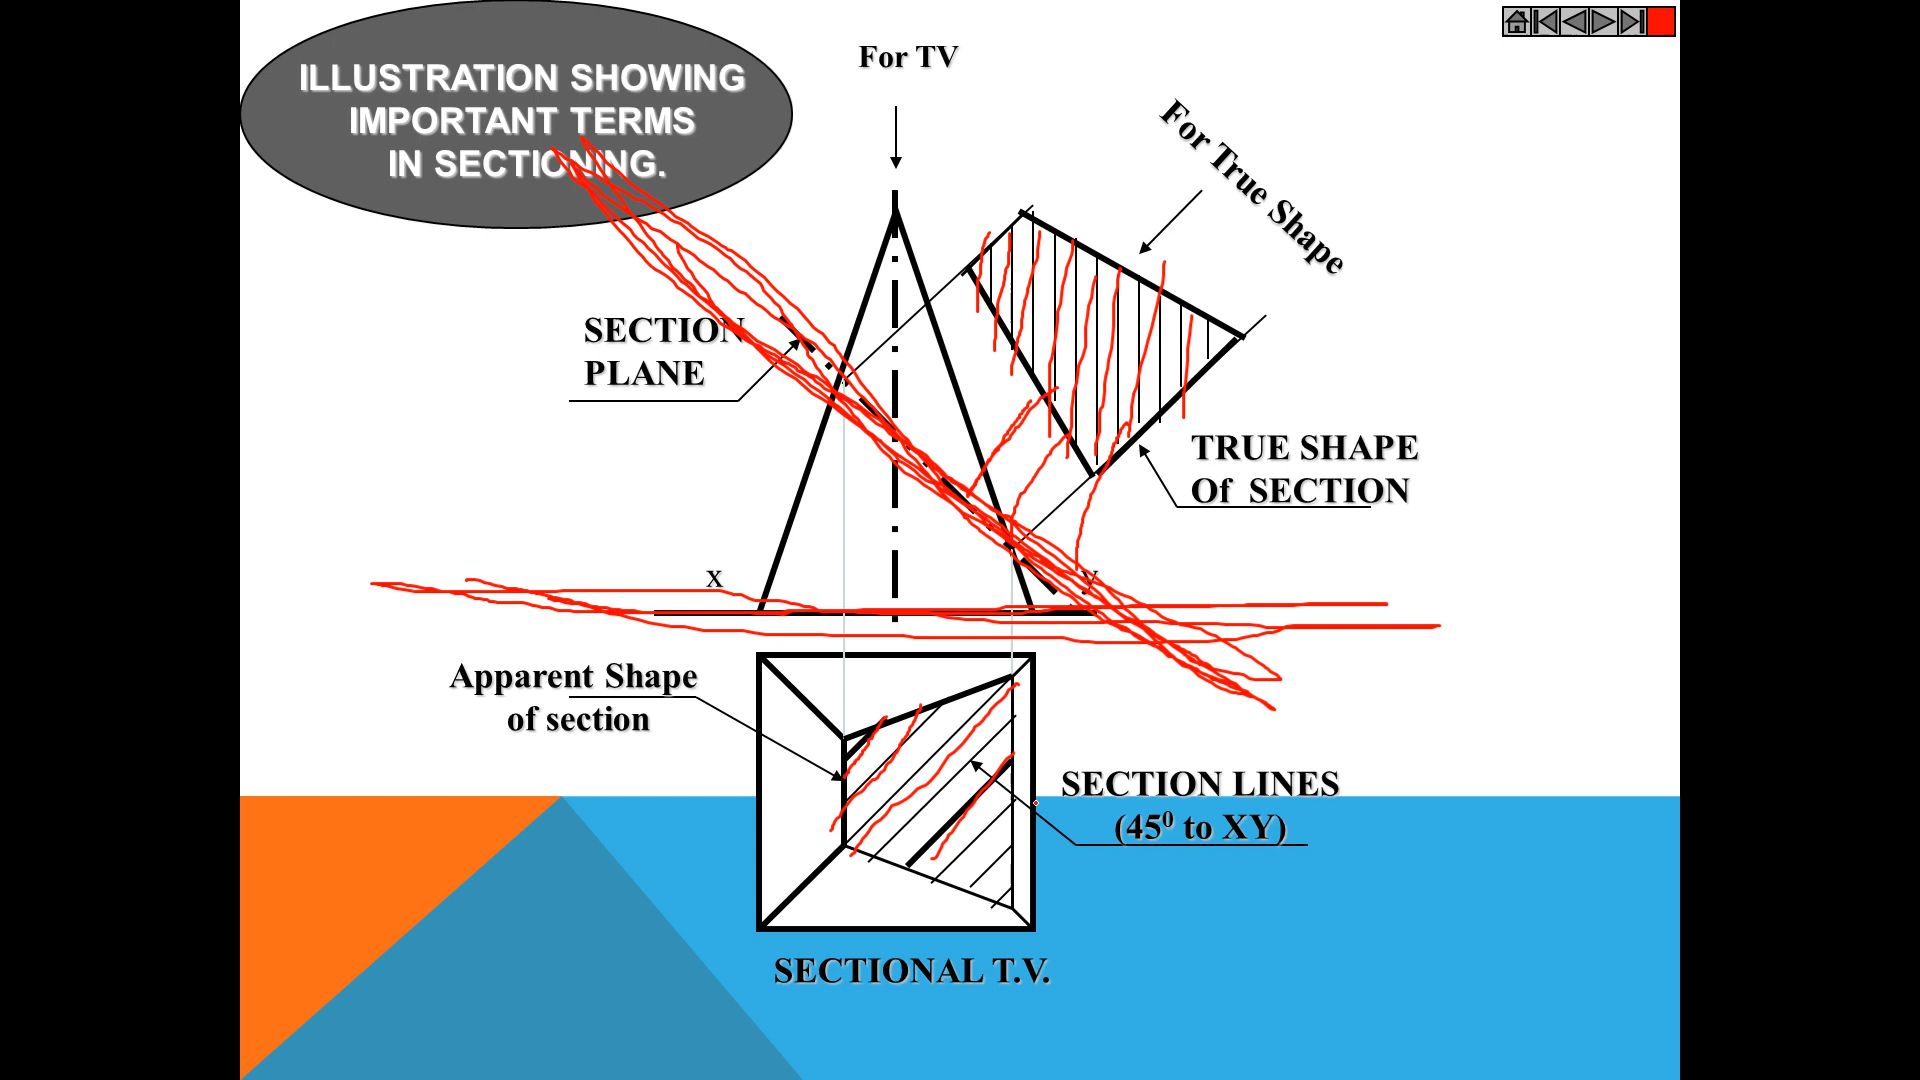 ILLUSTRATION SHOWING
IMPORTANT TERMS
IN SECTIONING.
For TV
For True Shape
SECTION
PLANE
TRUE SHAPE
Of SECTION
X
Y
Apparent Shape
of section
SECTION LINES
(45⁰ to XY)
SECTIONAL T.V.